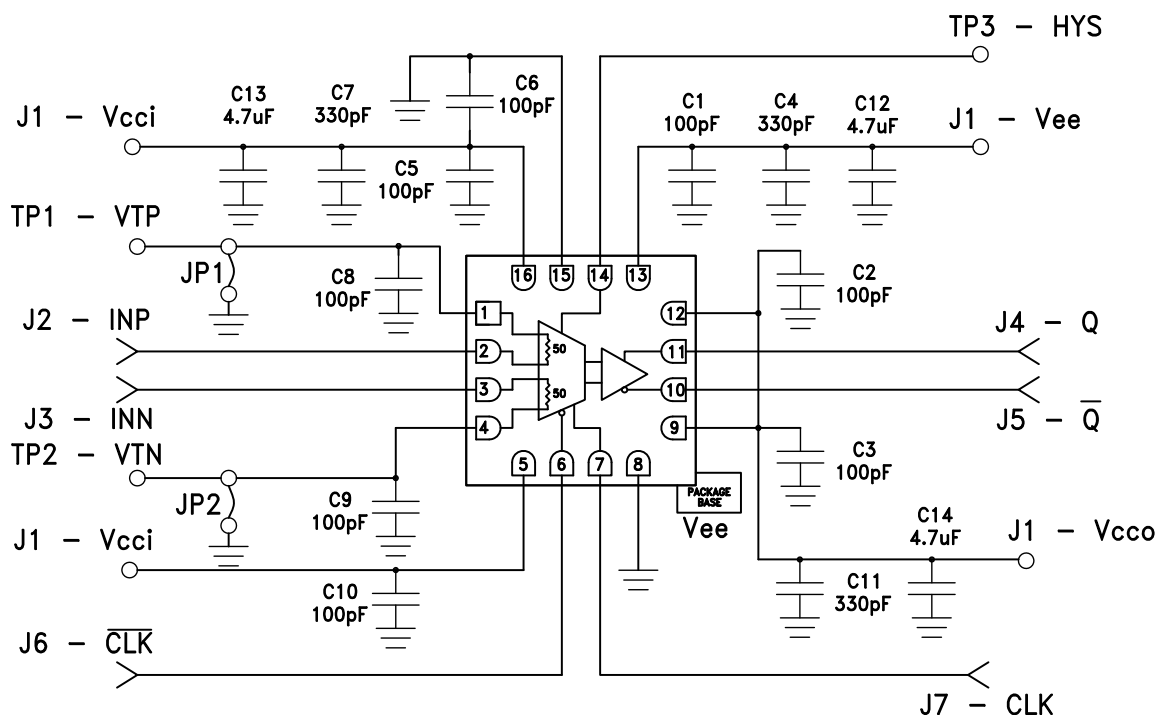 TP3 - HYS
C6
100pF
C13
4.7uF
C7
330pF
C1
100pF
C4
330pF
C12
4.7uF
J1 - Vcci
J1 - Vee
C5
100pF
TP1 - VTP
JP1
C8
100pF
16
15
14
13
C2
100pF
1
12
J2 - INP
J4 - Q
2
50
11
3
50
10
J3 - INN
J5 - Q̅
4
9
TP2 - VTN
5
6
7
8
C3
100pF
JP2
C9
100pF
PACKAGE
BASE
Vee
J1 - Vcci
C14
4.7uF
J1 - Vcco
C10
100pF
C11
330pF
J6 - C̅L̅K̅
J7 - CLK